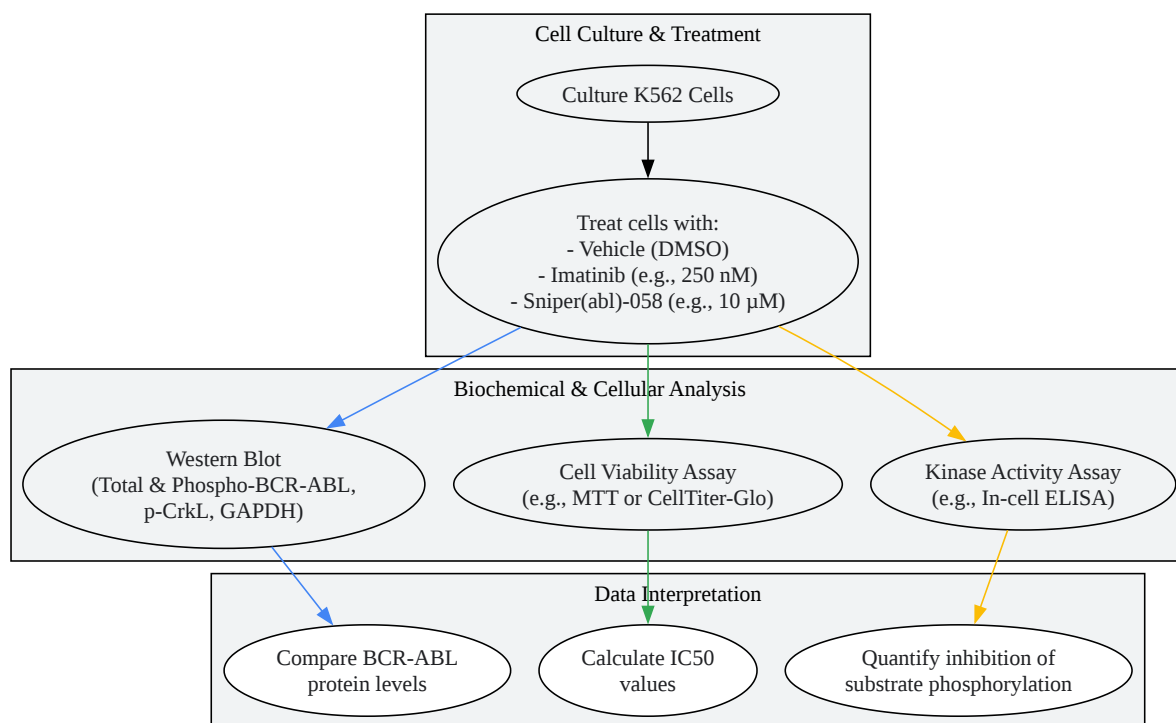 Cell Culture & Treatment
Culture K562 Cells
Treat cells with:
- Vehicle (DMSO)
- Imatinib (e.g., 250 nM)
- Sniper(abl)-058 (e.g., 10 µM)
Biochemical & Cellular Analysis
Western Blot
(Total & Phospho-BCR-ABL,
p-CrkL, GAPDH)
Cell Viability Assay
(e.g., MTT or CellTiter-Glo)
Kinase Activity Assay
(e.g., In-cell ELISA)
Data Interpretation
Compare BCR-ABL
protein levels
Calculate IC50
values
Quantify inhibition of
substrate phosphorylation